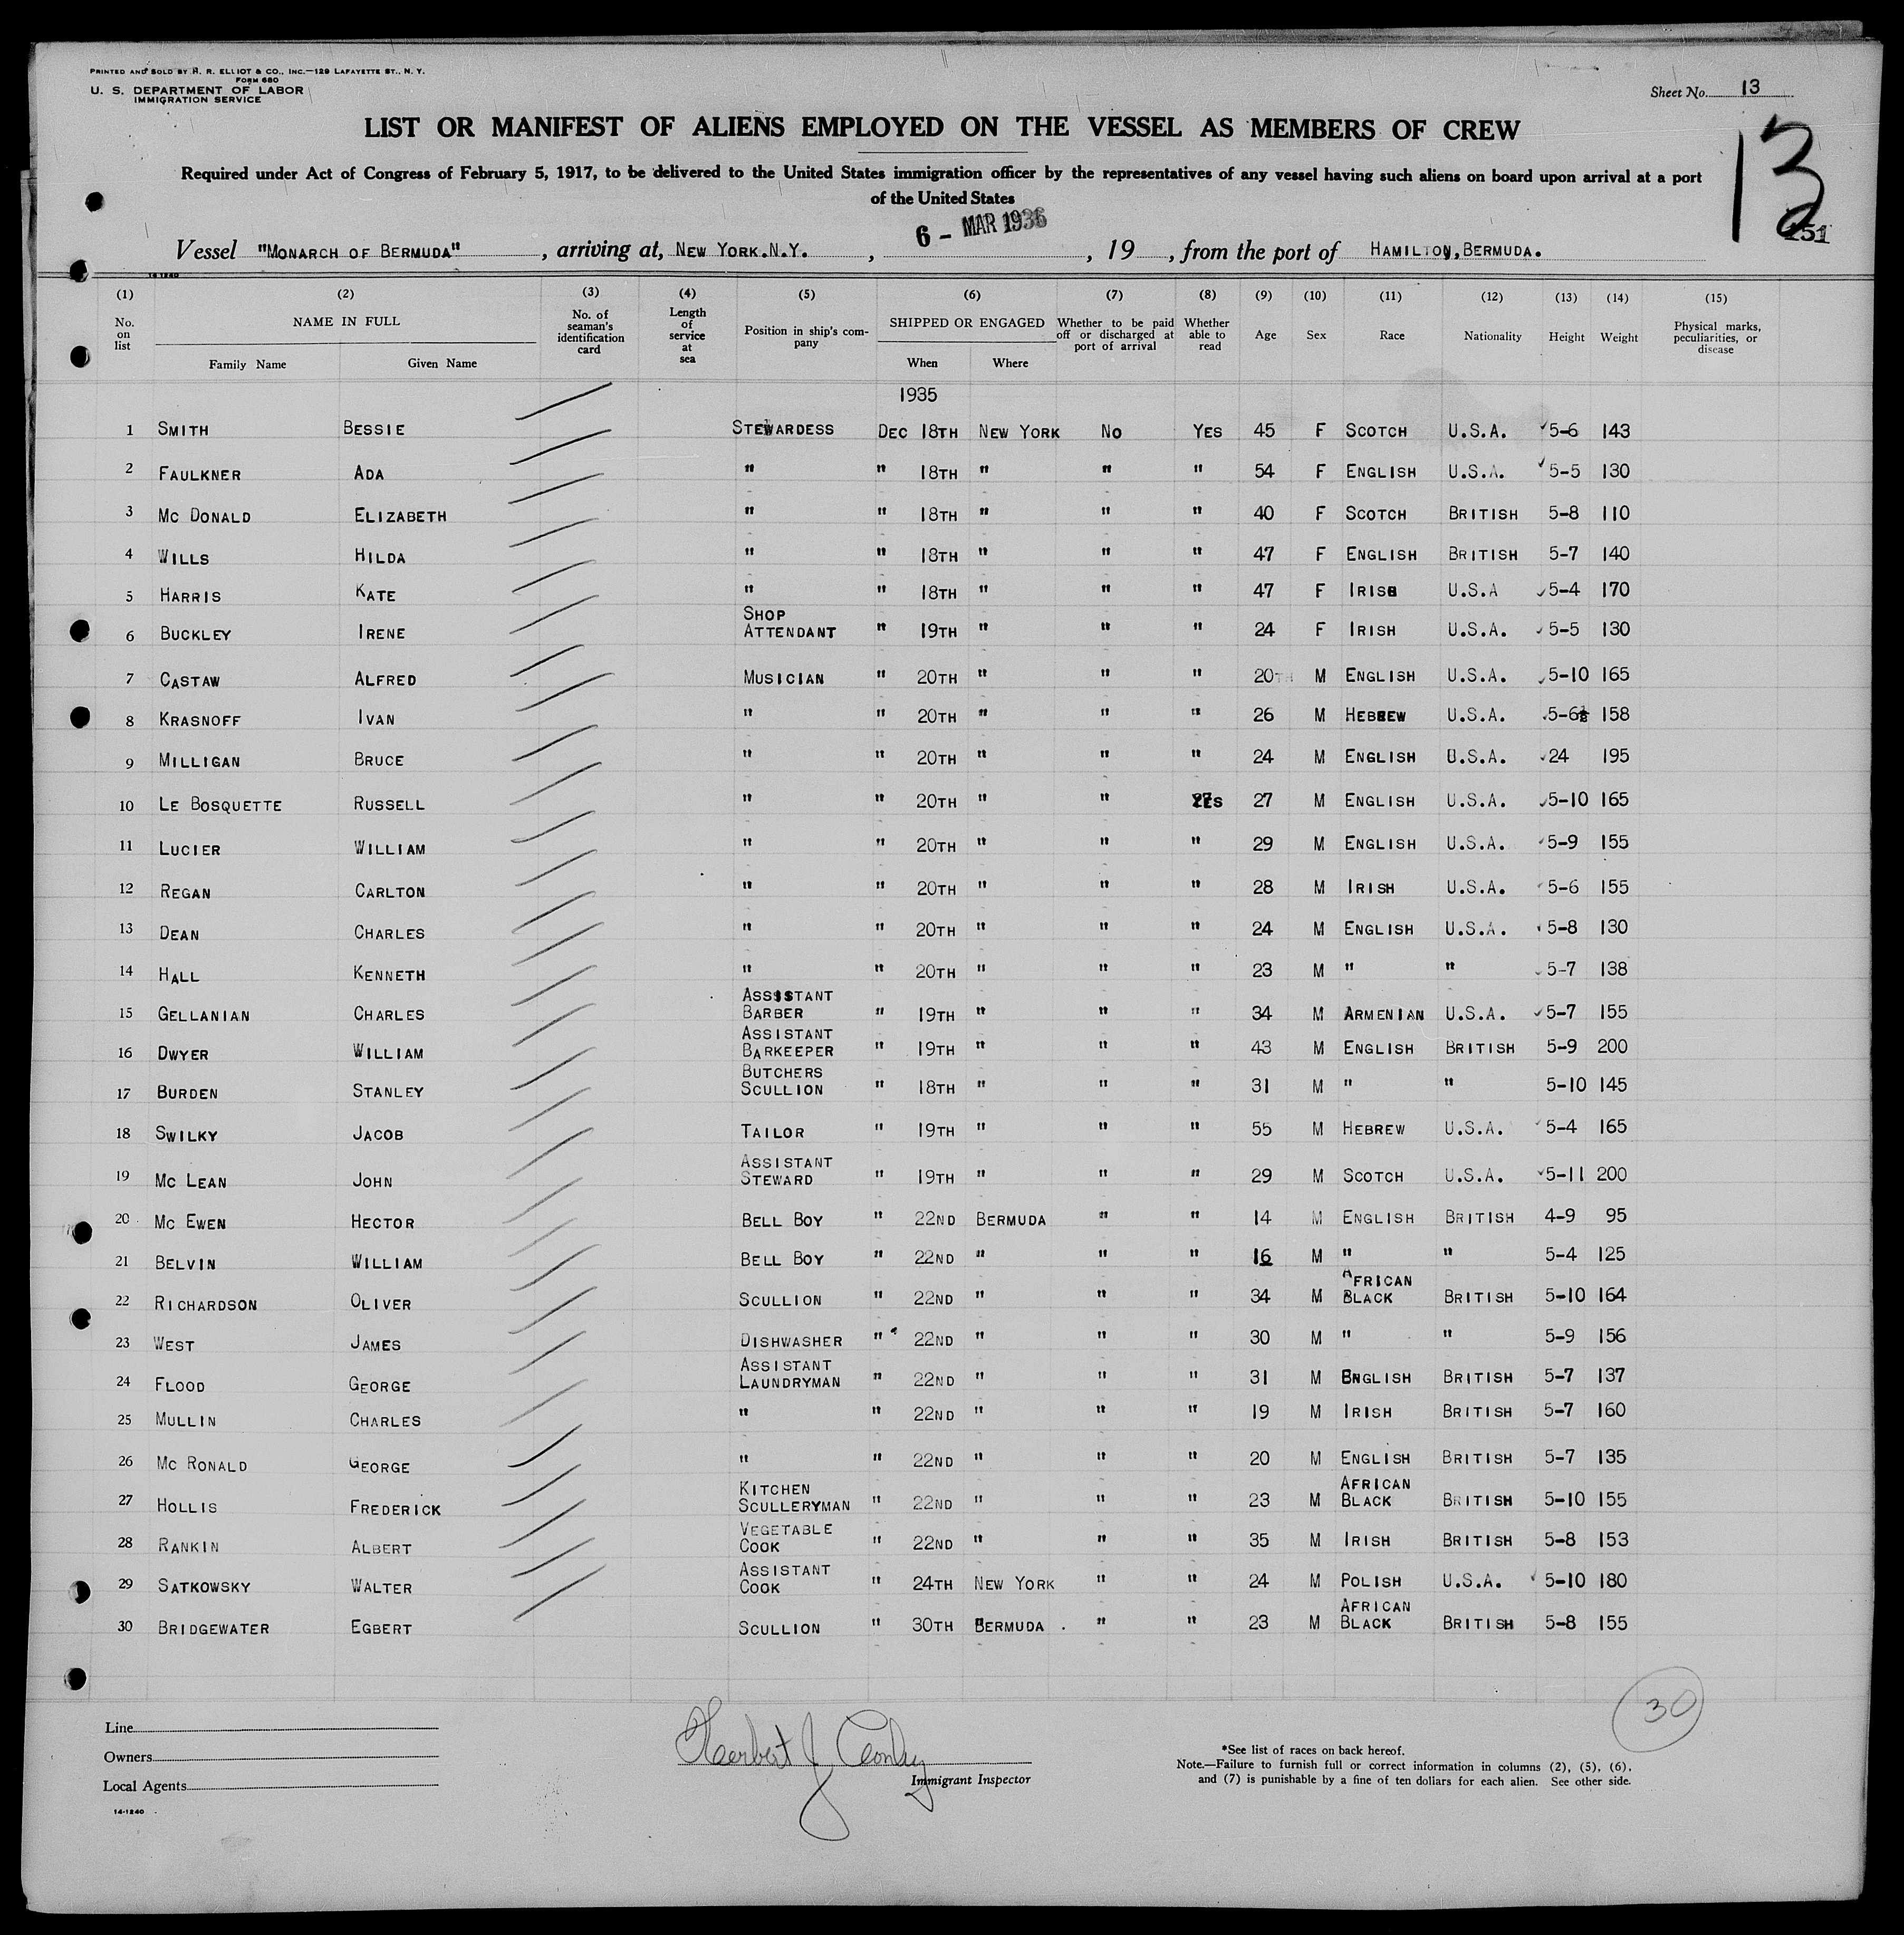 PRINTED AND SOLD BY H. R. ELLIOT & CO., INC.—129 LAFAYETTE ST., N. Y.
FORM 680
U. S. DEPARTMENT OF LABOR
IMMIGRATION SERVICE
Sheet No. 13
LIST OR MANIFEST OF ALIENS EMPLOYED ON THE VESSEL AS MEMBERS OF CREW
13
Required under Act of Congress of February 5, 1917, to be delivered to the United States immigration officer by the representatives of any vessel having such aliens on board upon arrival at a port
of the United States
6 - MAR 1936
251
Vessel "MONARCH OF BERMUDA", arriving at, NEW YORK.N.Y., , 19 , from the port of HAMILTON, BERMUDA.
14-1240
(1) (2) (3) (4) (5) (6) (7) (8) (9) (10) (11) (12) (13) (14) (15)
No. on list NAME IN FULL Family Name Given Name No. of seaman's identification card Length of service at sea Position in ship's company SHIPPED OR ENGAGED When Where Whether to be paid off or discharged at port of arrival Whether able to read Age Sex Race Nationality Height Weight Physical marks, peculiarities, or disease
1935
1 SMITH BESSIE STEWARDESS DEC 18TH NEW YORK NO YES 45 F SCOTCH U.S.A. 5-6 143
2 FAULKNER ADA " " 18TH " " " 54 F ENGLISH U.S.A. 5-5 130
3 MC DONALD ELIZABETH " " 18TH " " " 40 F SCOTCH BRITISH 5-8 110
4 WILLS HILDA " " 18TH " " " 47 F ENGLISH BRITISH 5-7 140
5 HARRIS KATE " " 18TH " " " 47 F IRISH U.S.A 5-4 170
6 BUCKLEY IRENE SHOP ATTENDANT " 19TH " " " 24 F IRISH U.S.A. 5-5 130
7 CASTAW ALFRED MUSICIAN " 20TH " " " 20TH M ENGLISH U.S.A. 5-10 165
8 KRASNOFF IVAN " " 20TH " " " 26 M HEBREW U.S.A. 5-6½ 158
9 MILLIGAN BRUCE " " 20TH " " " 24 M ENGLISH U.S.A. 24 195
10 LE BOSQUETTE RUSSELL " " 20TH " " YES 27 M ENGLISH U.S.A. 5-10 165
11 LUCIER WILLIAM " " 20TH " " " 29 M ENGLISH U.S.A. 5-9 155
12 REGAN CARLTON " " 20TH " " " 28 M IRISH U.S.A. 5-6 155
13 DEAN CHARLES " " 20TH " " " 24 M ENGLISH U.S.A. 5-8 130
14 HALL KENNETH " " 20TH " " " 23 M " " 5-7 138
15 GELLANIAN CHARLES ASSISTANT BARBER " 19TH " " " 34 M ARMENIAN U.S.A. 5-7 155
16 DWYER WILLIAM ASSISTANT BARKEEPER " 19TH " " " 43 M ENGLISH BRITISH 5-9 200
17 BURDEN STANLEY BUTCHERS SCULLION " 18TH " " " 31 M " " 5-10 145
18 SWILKY JACOB TAILOR " 19TH " " " 55 M HEBREW U.S.A. 5-4 165
19 MC LEAN JOHN ASSISTANT STEWARD " 19TH " " " 29 M SCOTCH U.S.A. 5-11 200
20 MC EWEN HECTOR BELL BOY " 22ND BERMUDA " " 14 M ENGLISH BRITISH 4-9 95
21 BELVIN WILLIAM BELL BOY " 22ND " " " 16 M " " 5-4 125
22 RICHARDSON OLIVER SCULLION " 22ND " " " 34 M AFRICAN BLACK BRITISH 5-10 164
23 WEST JAMES DISHWASHER " 22ND " " " 30 M " " 5-9 156
24 FLOOD GEORGE ASSISTANT LAUNDRYMAN " 22ND " " " 31 M ENGLISH BRITISH 5-7 137
25 MULLIN CHARLES " " 22ND " " " 19 M IRISH BRITISH 5-7 160
26 MC RONALD GEORGE " " 22ND " " " 20 M ENGLISH BRITISH 5-7 135
27 HOLLIS FREDERICK KITCHEN SCULLERYMAN " 22ND " " " 23 M AFRICAN BLACK BRITISH 5-10 155
28 RANKIN ALBERT VEGETABLE COOK " 22ND " " " 35 M IRISH BRITISH 5-8 153
29 SATKOWSKY WALTER ASSISTANT COOK " 24TH NEW YORK " " 24 M POLISH U.S.A. 5-10 180
30 BRIDGEWATER EGBERT SCULLION " 30TH BERMUDA . " " 23 M AFRICAN BLACK BRITISH 5-8 155
30
Line
Owners
Local Agents
14-1240
Herbert J Conley
Immigrant Inspector
*See list of races on back hereof.
Note.—Failure to furnish full or correct information in columns (2), (5), (6),
and (7) is punishable by a fine of ten dollars for each alien. See other side.